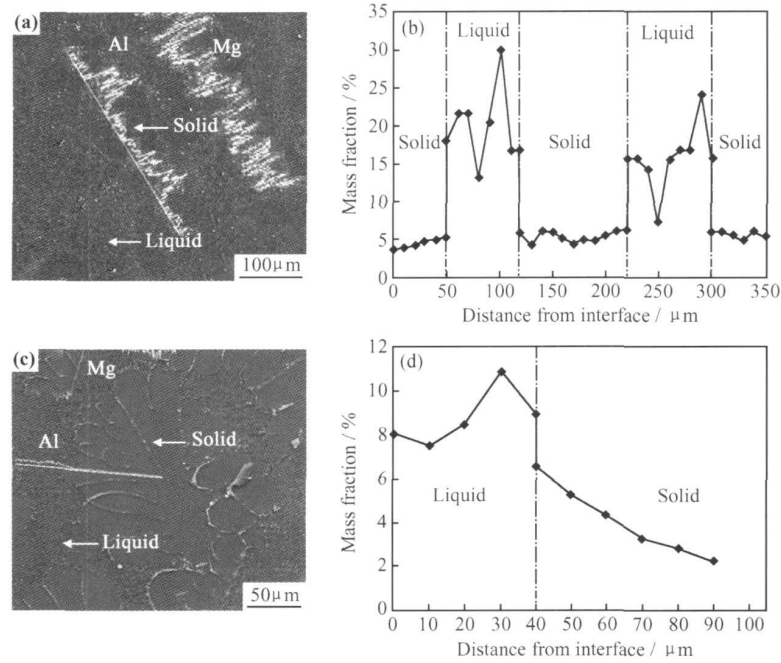 (a)
Al
Mg
Solid
Liquid
100μm
(b)
35
30
25
20
15
10
5
0
Mass fraction / %
Solid
Liquid
Solid
Liquid
Solid
0 50 100 150 200 250 300 350
Distance from interface / μm
(c)
Mg
Al
Solid
Liquid
50μm
(d)
12
10
8
6
4
2
0
Mass fraction / %
Liquid
Solid
0 10 20 30 40 50 60 70 80 90 100
Distance from interface / μm